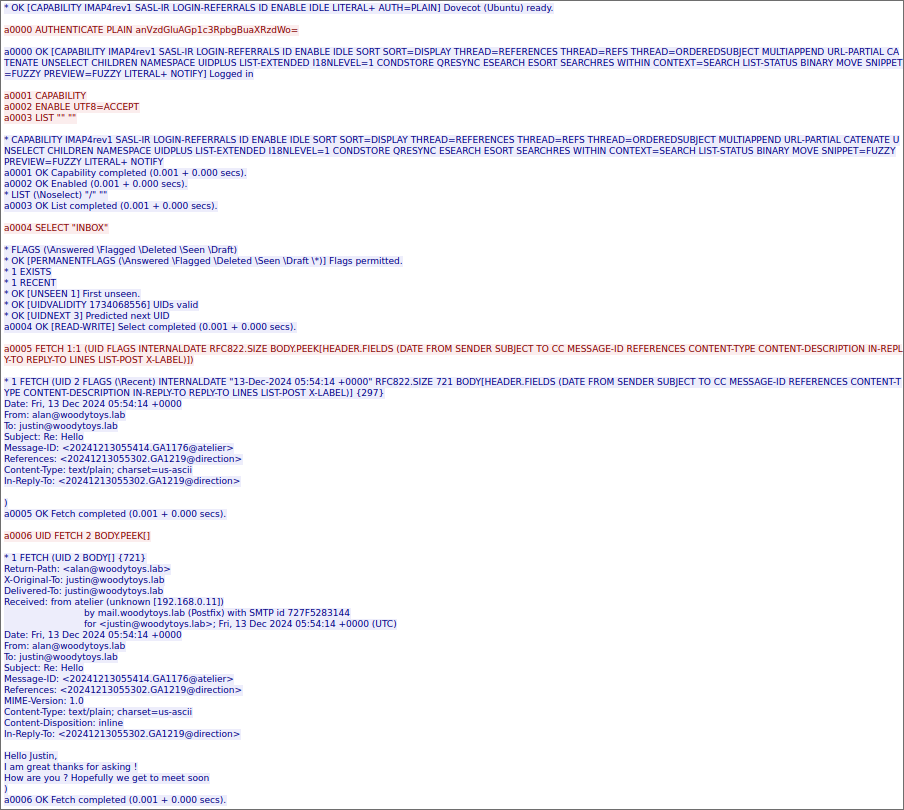 * OK [CAPABILITY IMAP4rev1 SASL-IR LOGIN-REFERRALS ID ENABLE IDLE LITERAL+ AUTH=PLAIN] Dovecot (Ubuntu) ready.
a0000 AUTHENTICATE PLAIN anVzdGluAGp1c3RpbgBuaXRzdWo=
a0000 OK [CAPABILITY IMAP4rev1 SASL-IR LOGIN-REFERRALS ID ENABLE IDLE SORT SORT=DISPLAY THREAD=REFERENCES THREAD=REFS THREAD=ORDEREDSUBJECT MULTIAPPEND URL-PARTIAL CA
TENATE UNSELECT CHILDREN NAMESPACE UIDPLUS LIST-EXTENDED I18NLEVEL=1 CONDSTORE QRESYNC ESEARCH ESORT SEARCHRES WITHIN CONTEXT=SEARCH LIST-STATUS BINARY MOVE SNIPPET
=FUZZY PREVIEW=FUZZY LITERAL+ NOTIFY] Logged in
a0001 CAPABILITY
a0002 ENABLE UTF8=ACCEPT
a0003 LIST "" ""
* CAPABILITY IMAP4rev1 SASL-IR LOGIN-REFERRALS ID ENABLE IDLE SORT SORT=DISPLAY THREAD=REFERENCES THREAD=REFS THREAD=ORDEREDSUBJECT MULTIAPPEND URL-PARTIAL CATENATE U
NSELECT CHILDREN NAMESPACE UIDPLUS LIST-EXTENDED I18NLEVEL=1 CONDSTORE QRESYNC ESEARCH ESORT SEARCHRES WITHIN CONTEXT=SEARCH LIST-STATUS BINARY MOVE SNIPPET=FUZZY
PREVIEW=FUZZY LITERAL+ NOTIFY
a0001 OK Capability completed (0.001 + 0.000 secs).
a0002 OK Enabled (0.001 + 0.000 secs).
* LIST (\Noselect) "/" ""
a0003 OK List completed (0.001 + 0.000 secs).
a0004 SELECT "INBOX"
* FLAGS (\Answered \Flagged \Deleted \Seen \Draft)
* OK [PERMANENTFLAGS (\Answered \Flagged \Deleted \Seen \Draft \*)] Flags permitted.
* 1 EXISTS
* 1 RECENT
* OK [UNSEEN 1] First unseen.
* OK [UIDVALIDITY 1734068556] UIDs valid
* OK [UIDNEXT 3] Predicted next UID
a0004 OK [READ-WRITE] Select completed (0.001 + 0.000 secs).
a0005 FETCH 1:1 (UID FLAGS INTERNALDATE RFC822.SIZE BODY.PEEK[HEADER.FIELDS (DATE FROM SENDER SUBJECT TO CC MESSAGE-ID REFERENCES CONTENT-TYPE CONTENT-DESCRIPTION IN-REPL
Y-TO REPLY-TO LINES LIST-POST X-LABEL)])
* 1 FETCH (UID 2 FLAGS (\Recent) INTERNALDATE "13-Dec-2024 05:54:14 +0000" RFC822.SIZE 721 BODY[HEADER.FIELDS (DATE FROM SENDER SUBJECT TO CC MESSAGE-ID REFERENCES CONTENT-T
YPE CONTENT-DESCRIPTION IN-REPLY-TO REPLY-TO LINES LIST-POST X-LABEL)] {297}
Date: Fri, 13 Dec 2024 05:54:14 +0000
From: alan@woodytoys.lab
To: justin@woodytoys.lab
Subject: Re: Hello
Message-ID: <20241213055414.GA1176@atelier>
References: <20241213055302.GA1219@direction>
Content-Type: text/plain; charset=us-ascii
In-Reply-To: <20241213055302.GA1219@direction>
)
a0005 OK Fetch completed (0.001 + 0.000 secs).
a0006 UID FETCH 2 BODY.PEEK[]
* 1 FETCH (UID 2 BODY[] {721}
Return-Path: <alan@woodytoys.lab>
X-Original-To: justin@woodytoys.lab
Delivered-To: justin@woodytoys.lab
Received: from atelier (unknown [192.168.0.11])
by mail.woodytoys.lab (Postfix) with SMTP id 727F5283144
for <justin@woodytoys.lab>; Fri, 13 Dec 2024 05:54:14 +0000 (UTC)
Date: Fri, 13 Dec 2024 05:54:14 +0000
From: alan@woodytoys.lab
To: justin@woodytoys.lab
Subject: Re: Hello
Message-ID: <20241213055414.GA1176@atelier>
References: <20241213055302.GA1219@direction>
MIME-Version: 1.0
Content-Type: text/plain; charset=us-ascii
Content-Disposition: inline
In-Reply-To: <20241213055302.GA1219@direction>
Hello Justin,
I am great thanks for asking !
How are you ? Hopefully we get to meet soon
)
a0006 OK Fetch completed (0.001 + 0.000 secs).